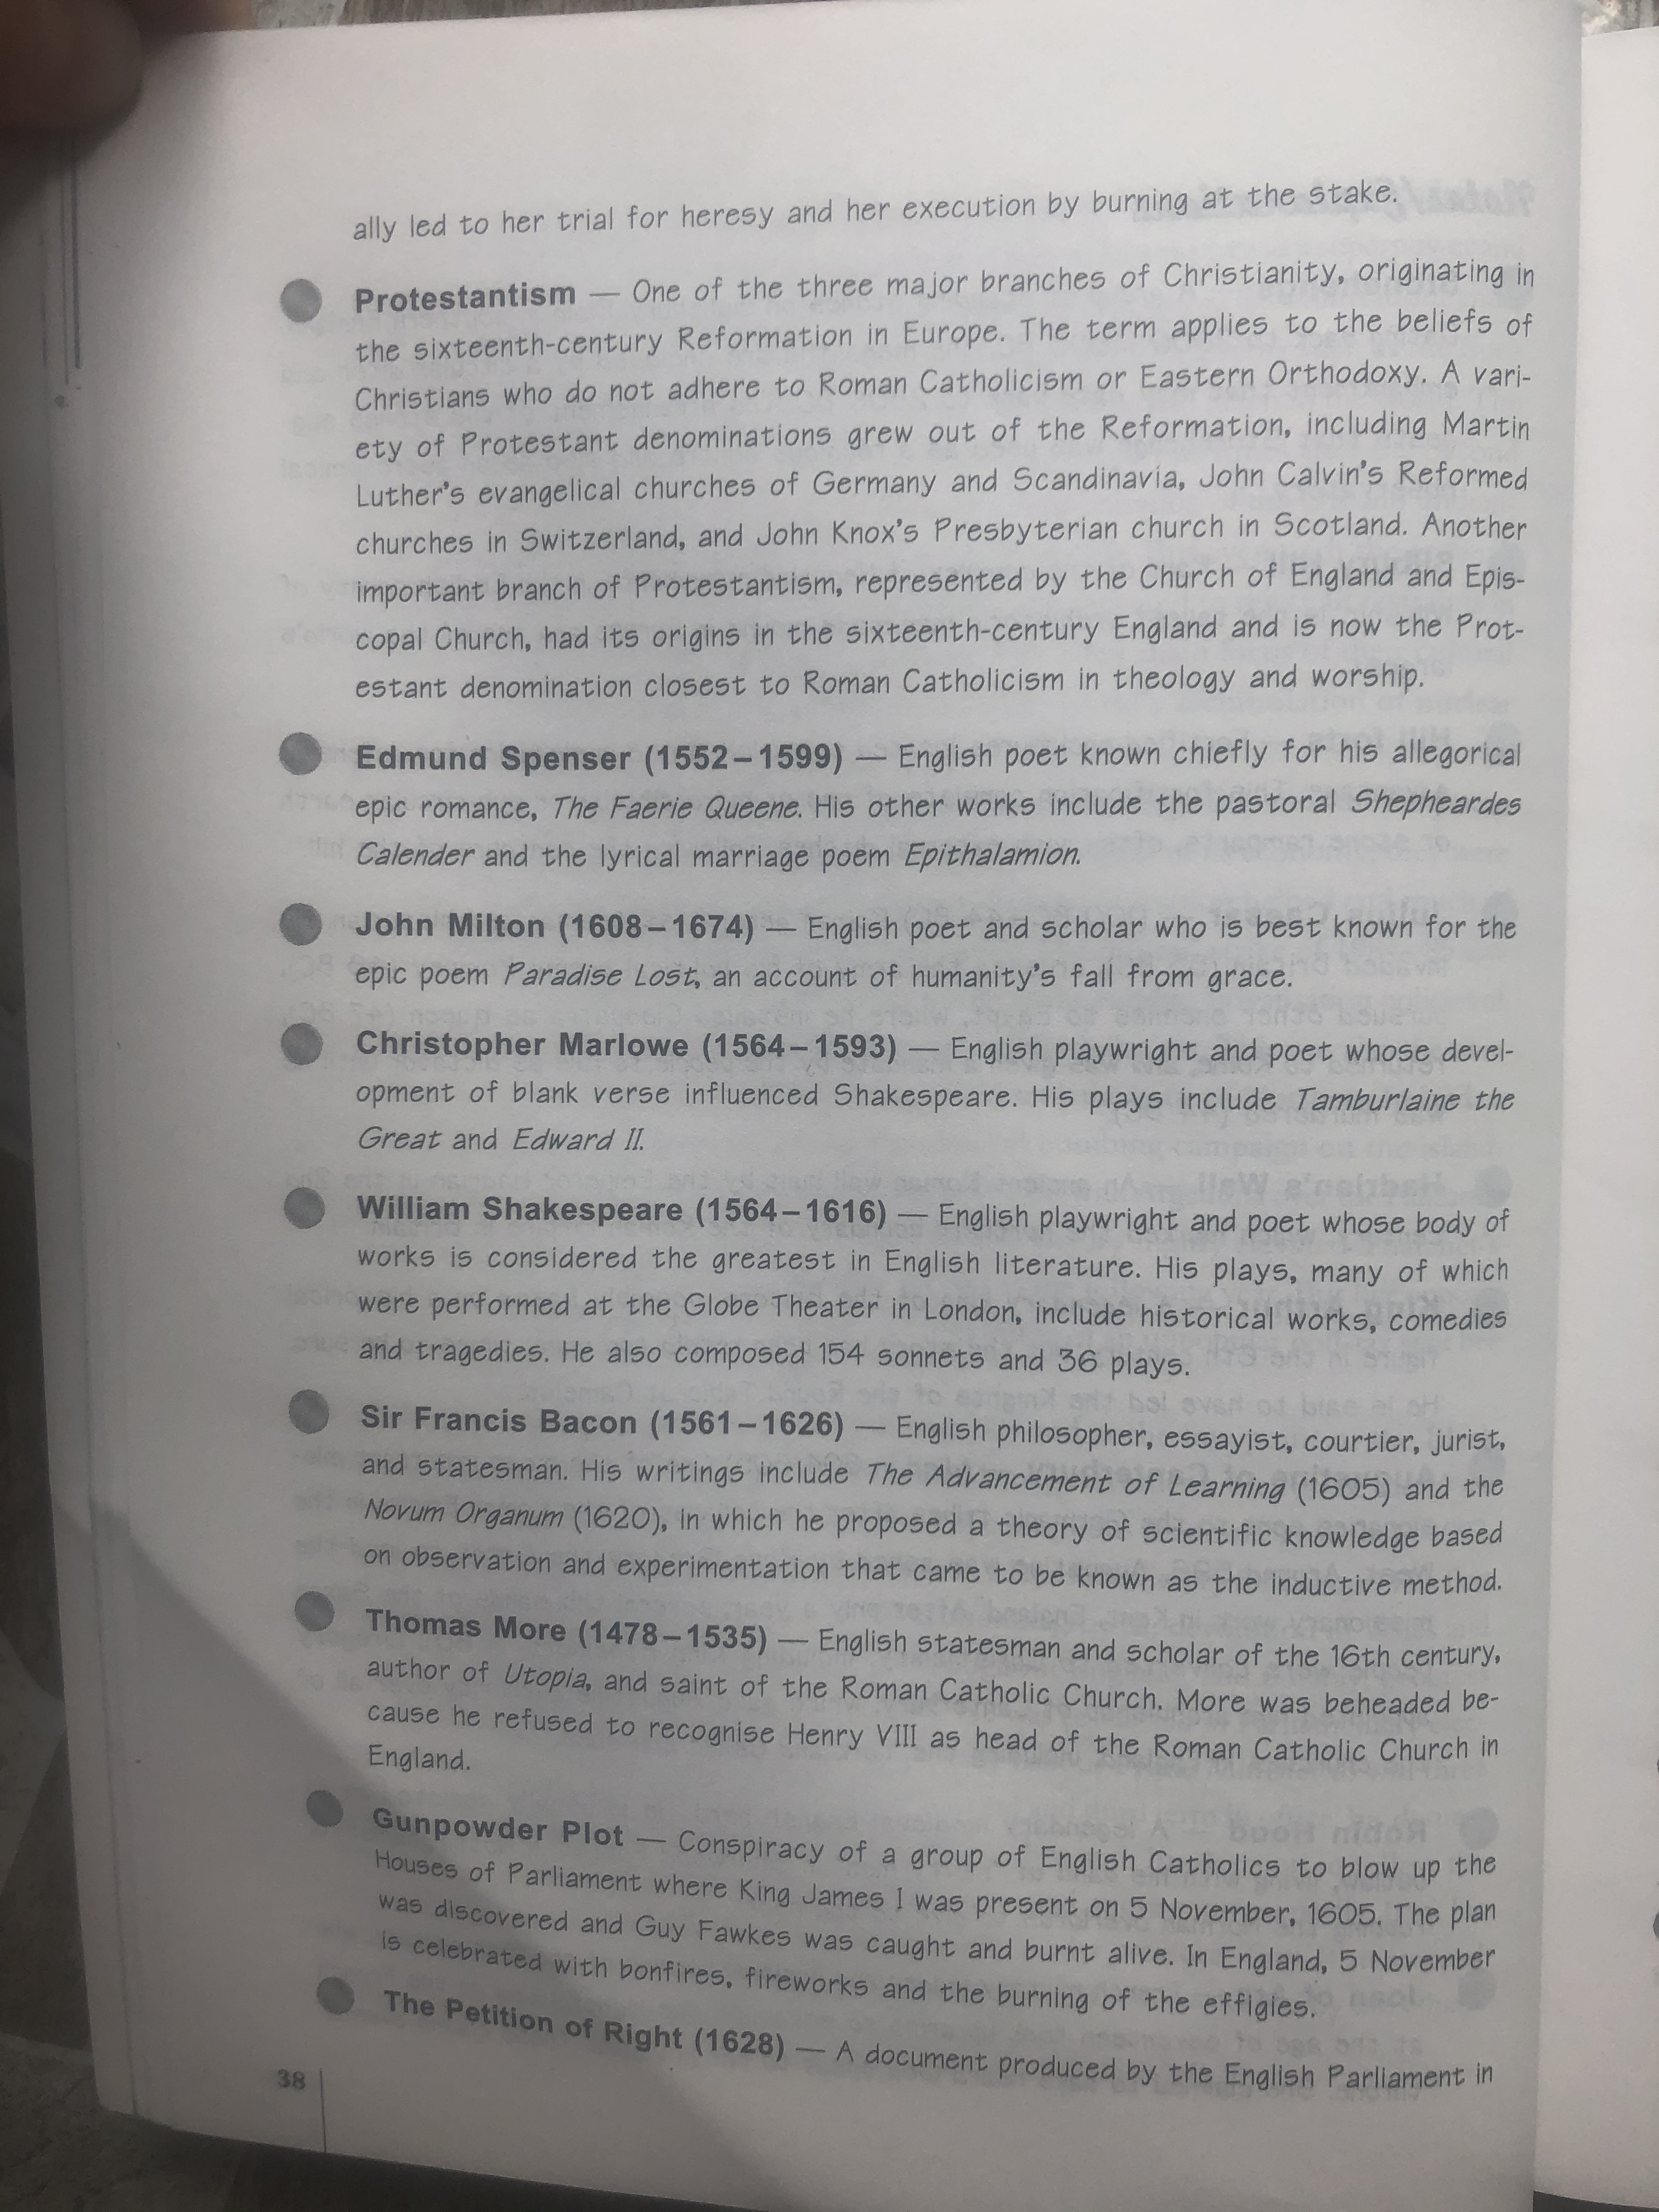 ally led to her trial for heresy and her execution by burning at the stake.
Protestantism — One of the three major branches of Christianity, originating in
the sixteenth-century Reformation in Europe. The term applies to the beliefs of
Christians who do not adhere to Roman Catholicism or Eastern Orthodoxy. A vari-
ety of Protestant denominations grew out of the Reformation, including Martin
Luther's evangelical churches of Germany and Scandinavia, John Calvin's Reformed
churches in Switzerland, and John Knox's Presbyterian church in Scotland. Another
important branch of Protestantism, represented by the Church of England and Epis-
copal Church, had its origins in the sixteenth-century England and is now the Prot-
estant denomination closest to Roman Catholicism in theology and worship.
Edmund Spenser (1552–1599) — English poet known chiefly for his allegorical
epic romance, The Faerie Queene. His other works include the pastoral Shepheardes
Calender and the lyrical marriage poem Epithalamion.
John Milton (1608–1674) — English poet and scholar who is best known for the
epic poem Paradise Lost, an account of humanity's fall from grace.
Christopher Marlowe (1564–1593) — English playwright and poet whose devel-
opment of blank verse influenced Shakespeare. His plays include Tamburlaine the
Great and Edward II.
William Shakespeare (1564–1616) — English playwright and poet whose body of
works is considered the greatest in English literature. His plays, many of which
were performed at the Globe Theater in London, include historical works, comedies
and tragedies. He also composed 154 sonnets and 36 plays.
Sir Francis Bacon (1561–1626) — English philosopher, essayist, courtier, jurist,
and statesman. His writings include The Advancement of Learning (1605) and the
Novum Organum (1620), in which he proposed a theory of scientific knowledge based
on observation and experimentation that came to be known as the inductive method.
Thomas More (1478–1535) — English statesman and scholar of the 16th century,
author of Utopia, and saint of the Roman Catholic Church. More was beheaded be-
cause he refused to recognise Henry VIII as head of the Roman Catholic Church in
England.
Gunpowder Plot — Conspiracy of a group of English Catholics to blow up the
Houses of Parliament where King James I was present on 5 November, 1605. The plan
was discovered and Guy Fawkes was caught and burnt alive. In England, 5 November
is celebrated with bonfires, fireworks and the burning of the effigies.
The Petition of Right (1628) — A document produced by the English Parliament in
38